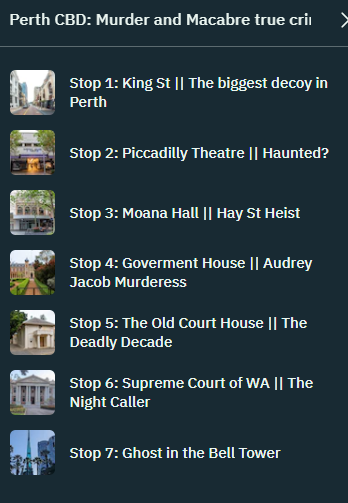 Perth CBD: Murder and Macabre true cri
Stop 1: King St || The biggest decoy in
Perth
Stop 2: Piccadilly Theatre || Haunted?
Stop 3: Moana Hall || Hay St Heist
Stop 4: Goverment House || Audrey
Jacob Murderess
Stop 5: The Old Court House || The
Deadly Decade
Stop 6: Supreme Court of WA || The
Night Caller
Stop 7: Ghost in the Bell Tower